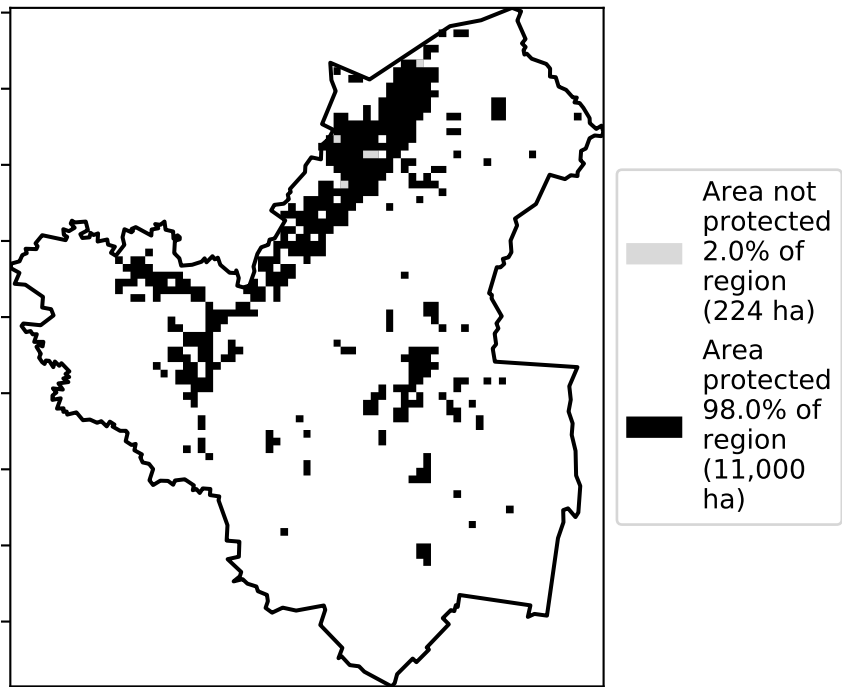 Area not
protected
2.0% of
region
(224 ha)
Area
protected
98.0% of
region
(11,000
ha)